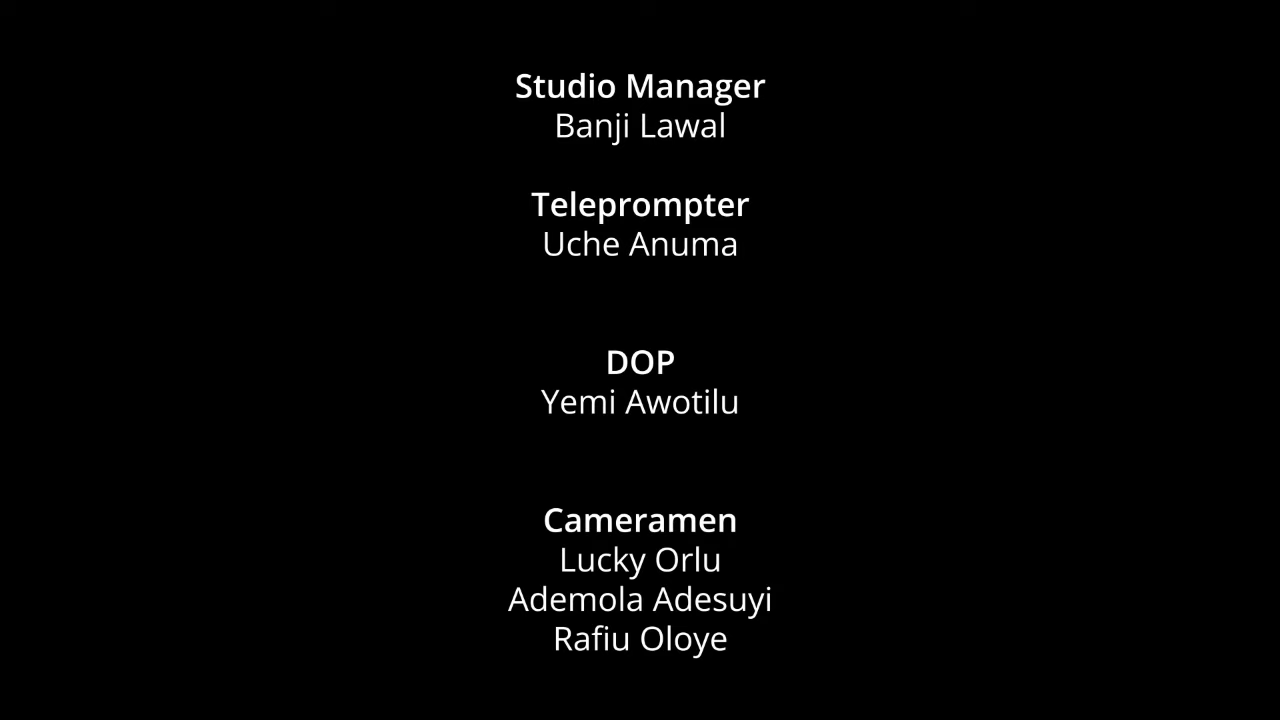 Studio Manager
Banji Lawal
Teleprompter
Uche Anuma
DOP
Yemi Awotilu
Cameramen
Lucky Orlu
Ademola Adesuyi
Rafiu Oloye